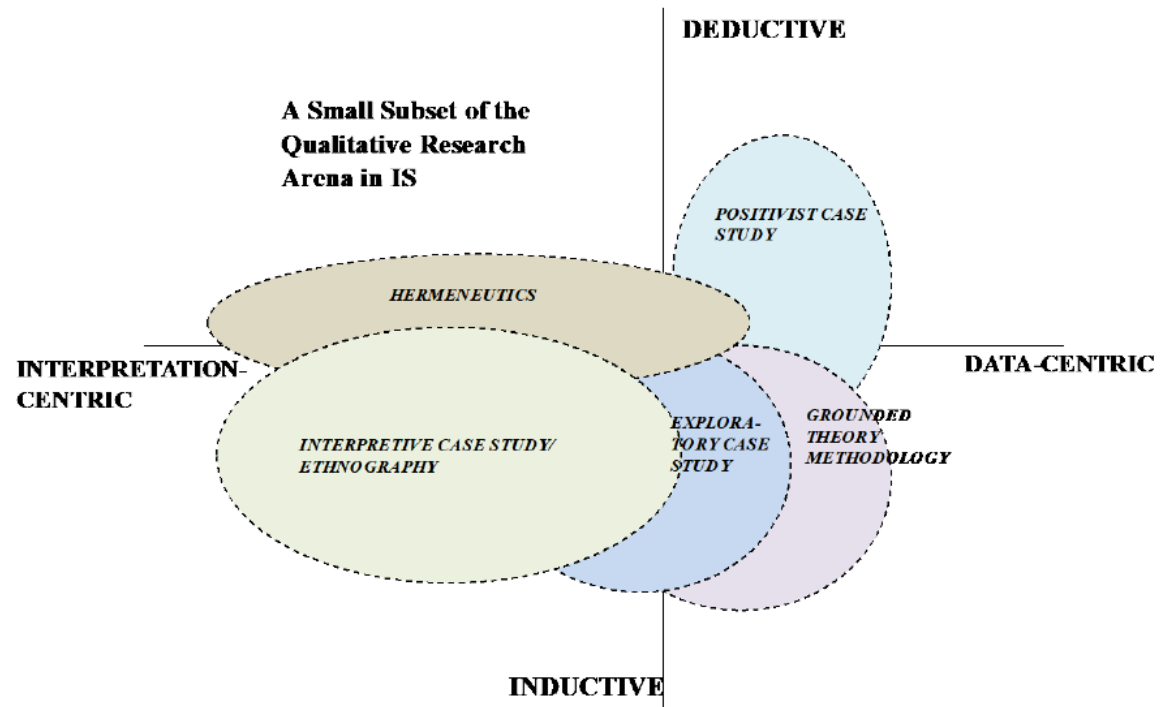 DEDUCTIVE
A Small Subset of the
Qualitative Research
Arena in IS
POSITIVIST CASE
STUDY
HERMENEUTICS
INTERPRETATION-
CENTRIC
DATA-CENTRIC
INTERPRETIVE CASE STUDY/
ETHNOGRAPHY
EXPLORA-
TORY CASE
STUDY
GROUNDED
THEORY
METHODOLOGY
INDUCTIVE